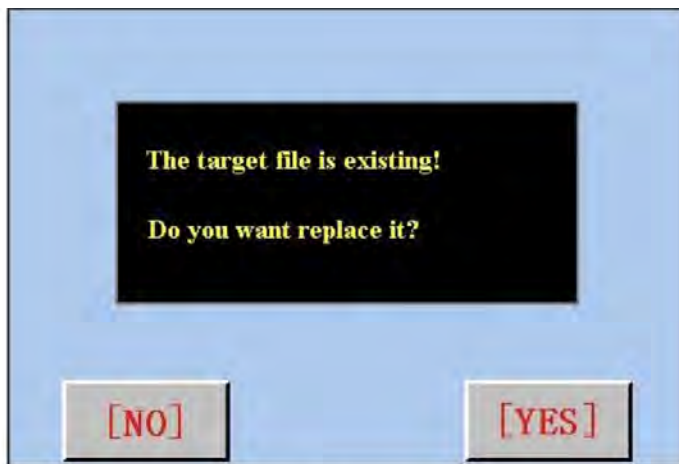 The target file is existing!
Do you want replace it?
[NO] [YES]